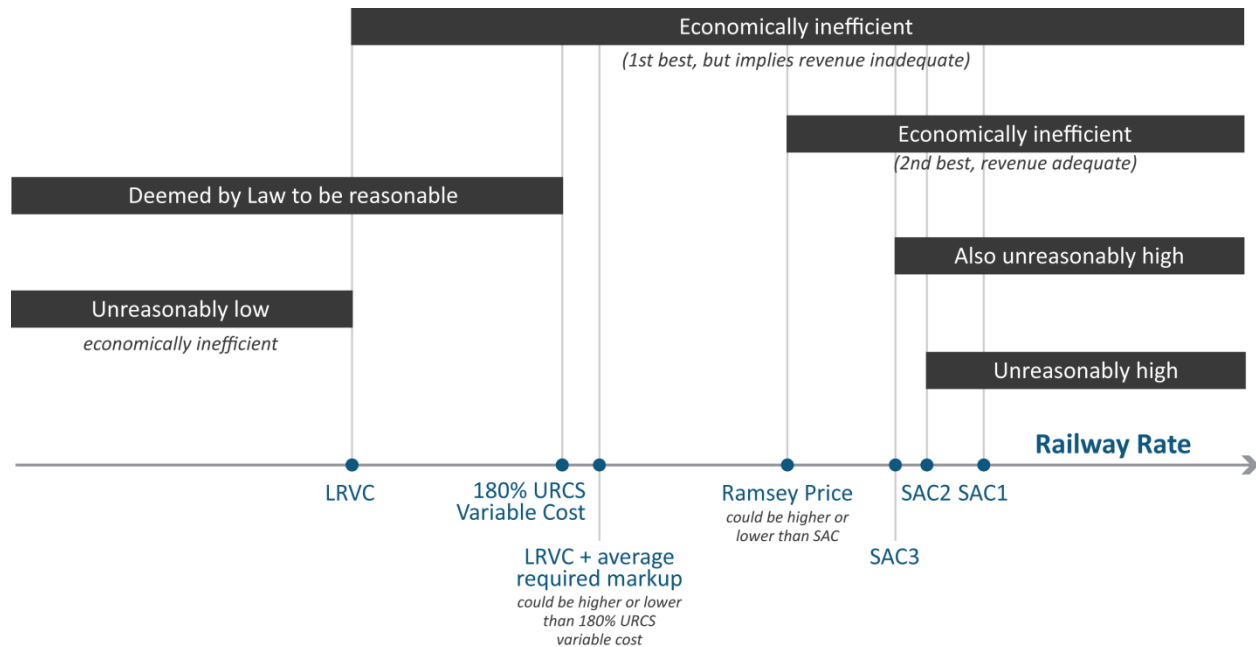 Economically inefficient
(1st best, but implies revenue inadequate)
Economically inefficient
(2nd best, revenue adequate)
Deemed by Law to be reasonable
Also unreasonably high
Unreasonably low
economically inefficient
Unreasonably high
Railway Rate
LRVC
180% URCS
Variable Cost
Ramsey Price
could be higher or
lower than SAC
SAC2
SAC1
LRVC + average
required markup
could be higher or lower
than 180% URCS
variable cost
SAC3